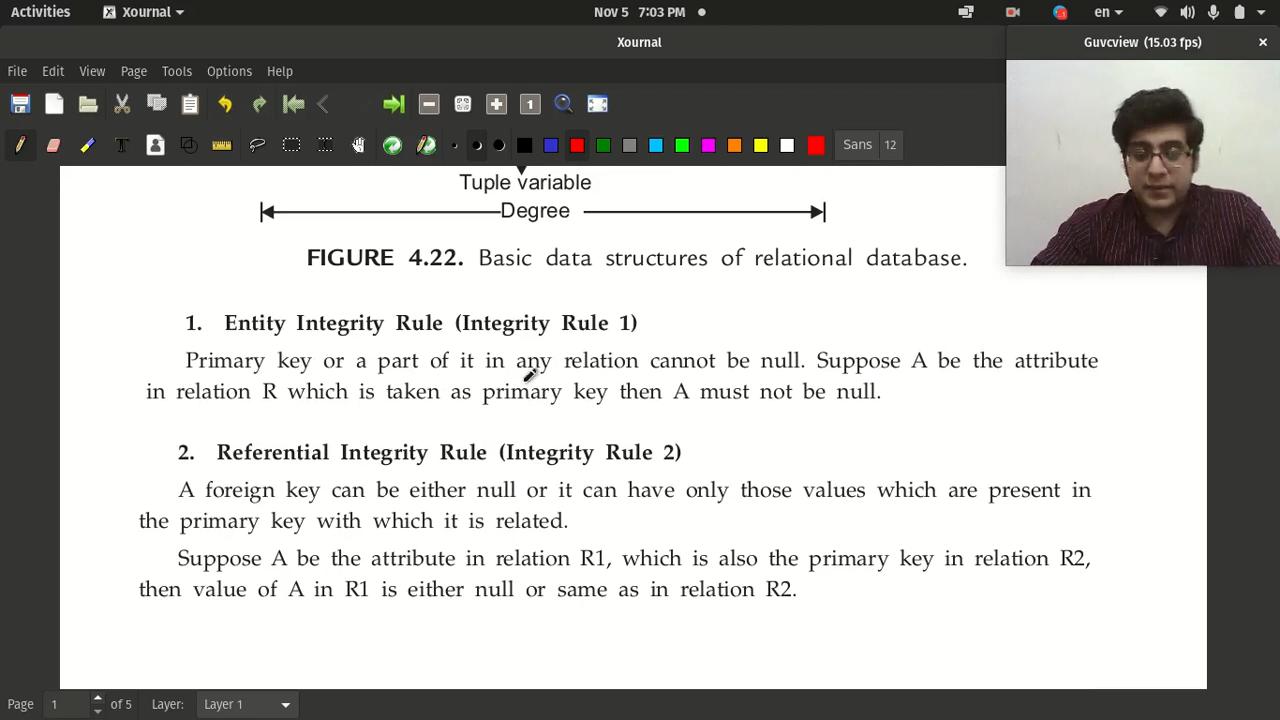 Activities Xournal Nov 5 7:03 PM en
Xournal
Guvcview (15.03 fps)
File Edit View Page Tools Options Help
1 Sans 12
Tuple variable
Degree
FIGURE 4.22. Basic data structures of relational database.
1. Entity Integrity Rule (Integrity Rule 1)
Primary key or a part of it in any relation cannot be null. Suppose A be the attribute
in relation R which is taken as primary key then A must not be null.
2. Referential Integrity Rule (Integrity Rule 2)
A foreign key can be either null or it can have only those values which are present in
the primary key with which it is related.
Suppose A be the attribute in relation R1, which is also the primary key in relation R2,
then value of A in R1 is either null or same as in relation R2.
Page 1 of 5 Layer: Layer 1